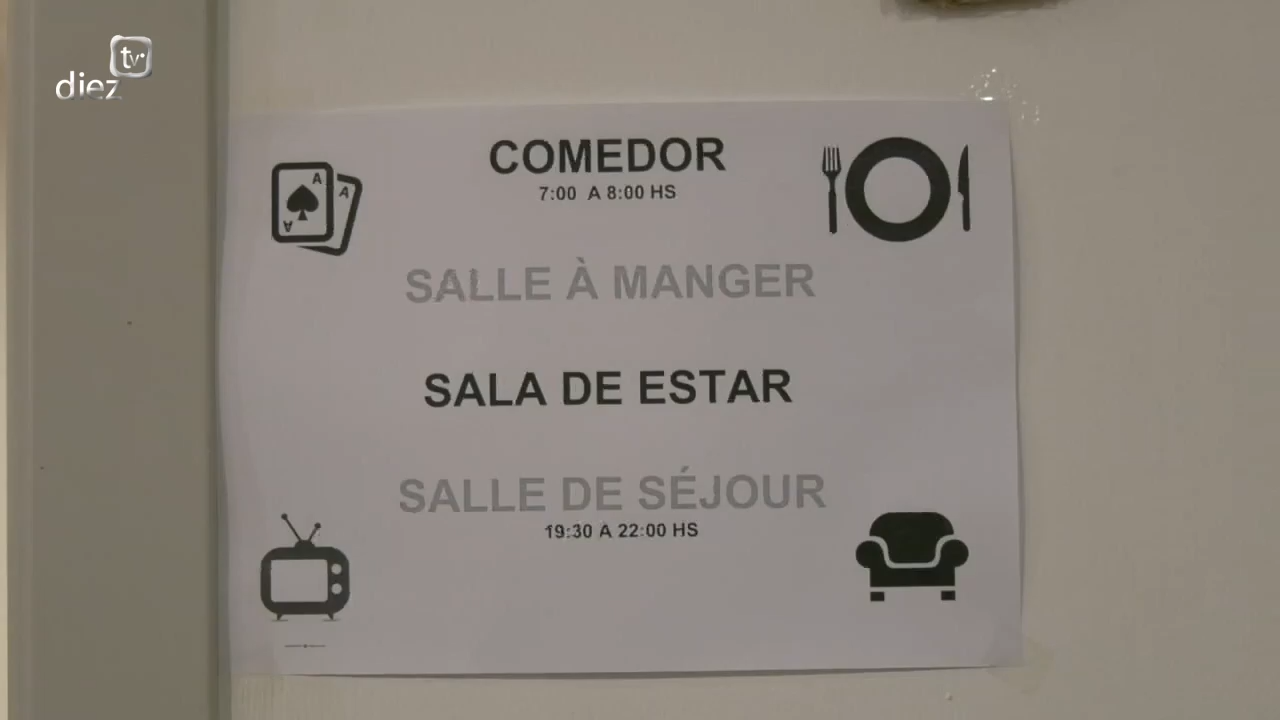 tv
diez
COMEDOR
7:00 A 8:00 HS
A
A
A
SALLE À MANGER
SALA DE ESTAR
SALLE DE SÉJOUR
19:30 A 22:00 HS